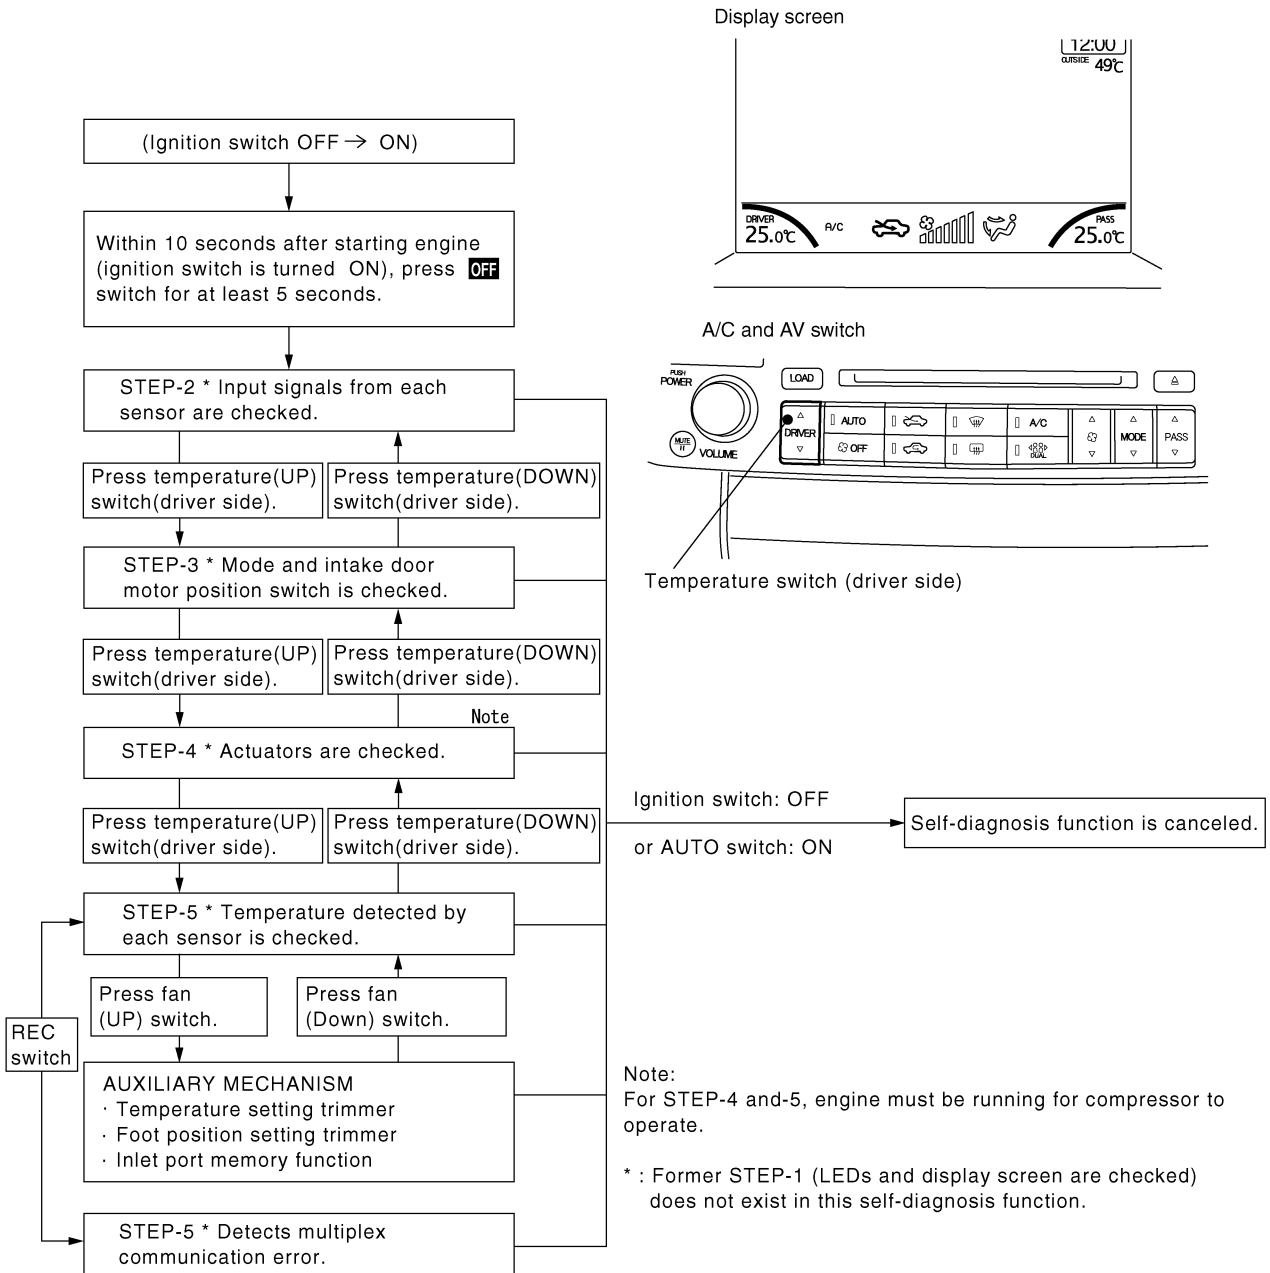 Display screen
12:00
OUTSIDE 49℃
DRIVER
25.0℃
A/C
PASS
25.0℃
(Ignition switch OFF → ON)
Within 10 seconds after starting engine
(ignition switch is turned ON), press OFF
switch for at least 5 seconds.
A/C and AV switch
PUSH
POWER
VOLUME
MUTE
LOAD
DRIVER
AUTO
OFF
A/C
DUAL
MODE
PASS
Temperature switch (driver side)
STEP-2 * Input signals from each
sensor are checked.
Press temperature(UP)
switch(driver side).
Press temperature(DOWN)
switch(driver side).
STEP-3 * Mode and intake door
motor position switch is checked.
Press temperature(UP)
switch(driver side).
Press temperature(DOWN)
switch(driver side).
Note
STEP-4 * Actuators are checked.
Press temperature(UP)
switch(driver side).
Press temperature(DOWN)
switch(driver side).
Ignition switch: OFF
or AUTO switch: ON
Self-diagnosis function is canceled.
STEP-5 * Temperature detected by
each sensor is checked.
Press fan
(UP) switch.
Press fan
(Down) switch.
REC
switch
AUXILIARY MECHANISM
· Temperature setting trimmer
· Foot position setting trimmer
· Inlet port memory function
STEP-5 * Detects multiplex
communication error.
Note:
For STEP-4 and-5, engine must be running for compressor to
operate.
* : Former STEP-1 (LEDs and display screen are checked)
does not exist in this self-diagnosis function.